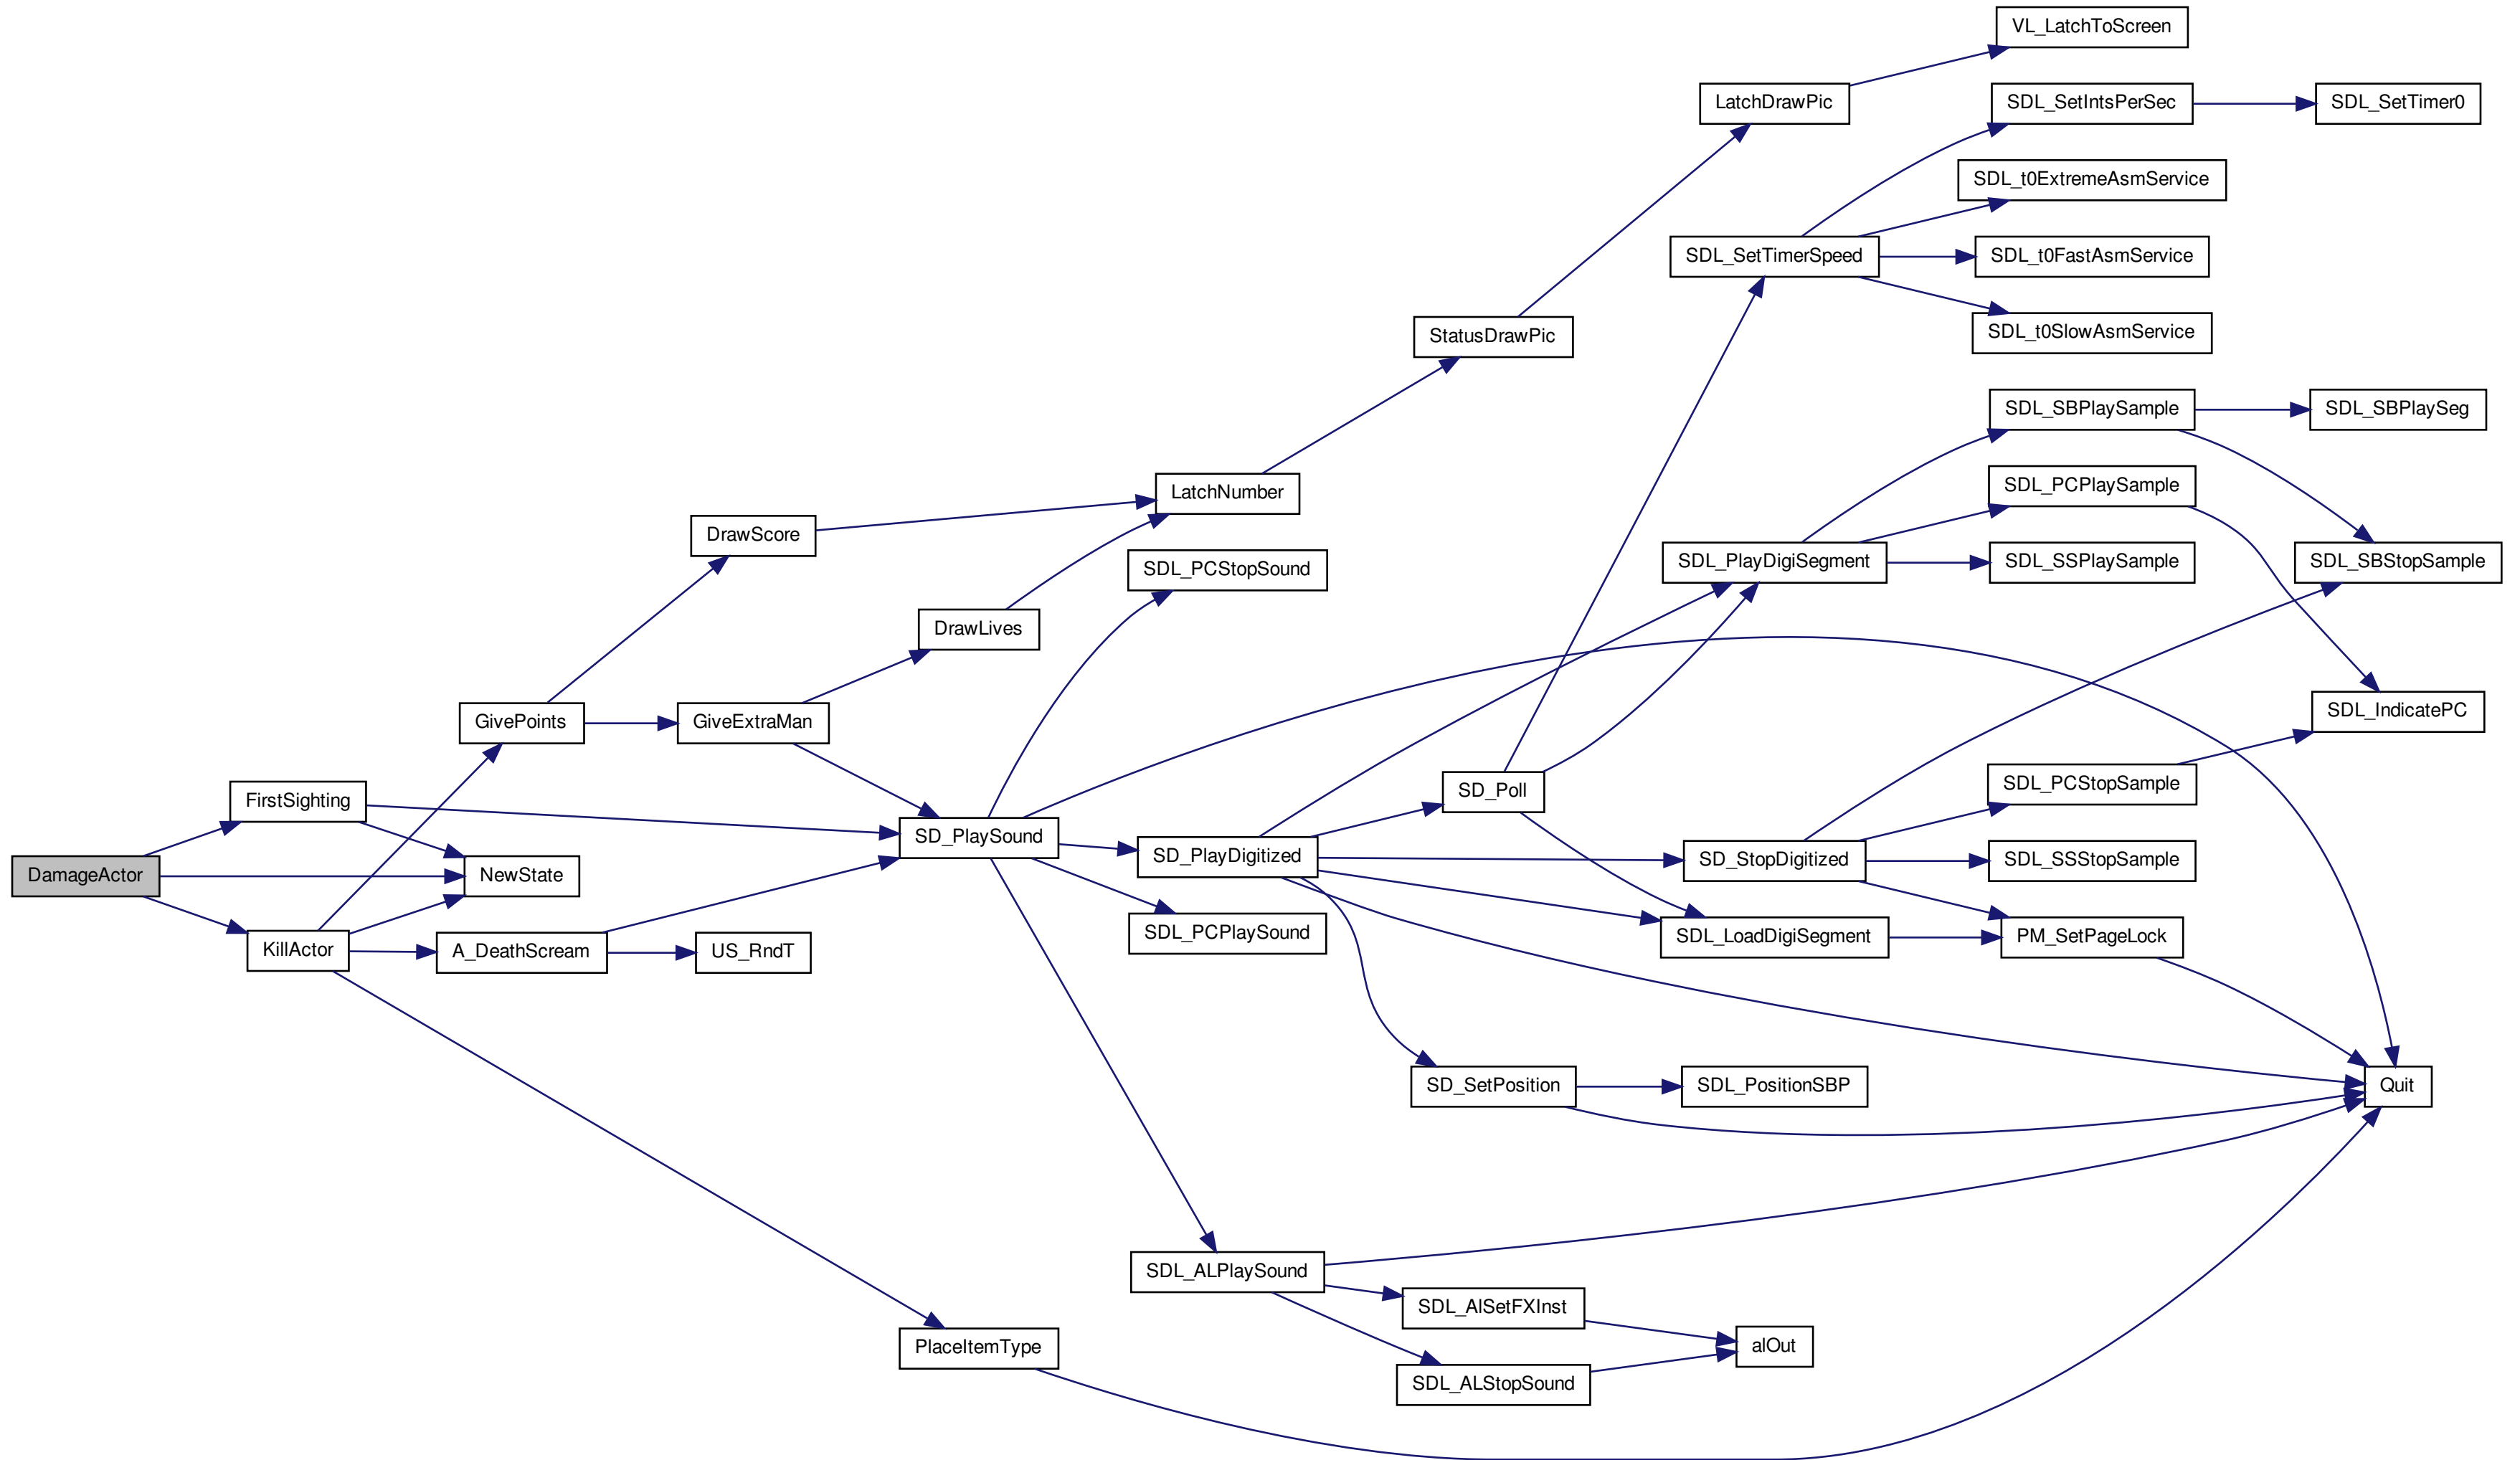 VL_LatchToScreen
LatchDrawPic
SDL_SetIntsPerSec
SDL_SetTimer0
SDL_t0ExtremeAsmService
SDL_SetTimerSpeed
SDL_t0FastAsmService
SDL_t0SlowAsmService
StatusDrawPic
SDL_SBPlaySample
SDL_SBPlaySeg
LatchNumber
SDL_PCPlaySample
DrawScore
SDL_PCStopSound
SDL_PlayDigiSegment
SDL_SSPlaySample
SDL_SBStopSample
DrawLives
GivePoints
GiveExtraMan
SDL_IndicatePC
FirstSighting
SD_Poll
SDL_PCStopSample
SD_PlaySound
SD_PlayDigitized
SD_StopDigitized
SDL_SSStopSample
DamageActor
NewState
KillActor
A_DeathScream
US_RndT
SDL_PCPlaySound
SDL_LoadDigiSegment
PM_SetPageLock
SD_SetPosition
SDL_PositionSBP
Quit
SDL_ALPlaySound
SDL_AlSetFXInst
PlaceItemType
alOut
SDL_ALStopSound